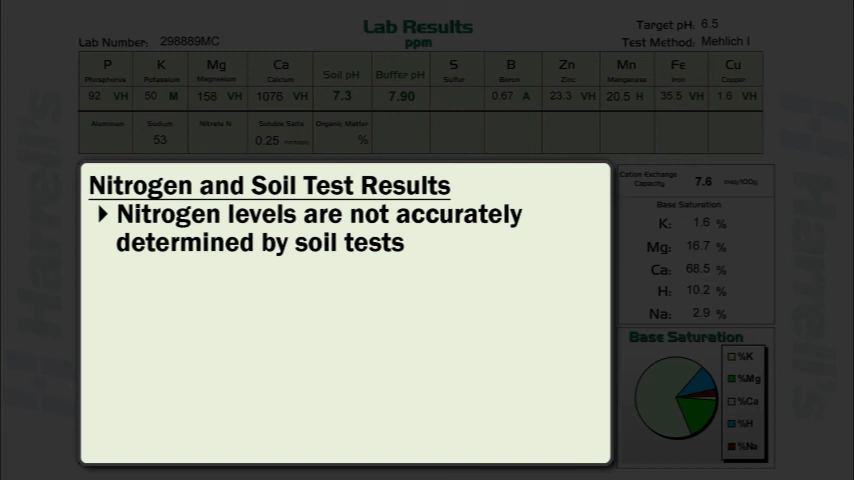 Lab Results
ppm
Target pH: 6.5
Lab Number: 298889MC
Test Method: Mehlich I
P K Mg Ca Soil pH Buffer pH S B Zn Mn Fe Cu
Phosphorus Potassium Magnesium Calcium Sulfur Boron Zinc Manganese Iron Copper
92 VH 50 M 158 VH 1076 VH 7.3 7.90 0.67 A 23.3 VH 20.5 H 35.5 VH 1.6 VH
Aluminum Sodium Nitrate N Soluble Salts Organic Matter
53 0.25 %
Nitrogen and Soil Test Results
Nitrogen levels are not accurately
determined by soil tests
Cation Exchange
Capacity 7.6 meq/100g
Base Saturation
K: 1.6 %
Mg: 16.7 %
Ca: 68.5 %
H: 10.2 %
Na: 2.9 %
Base Saturation
%K
%Mg
%Ca
%H
%Na
Harrell's
Harrell's